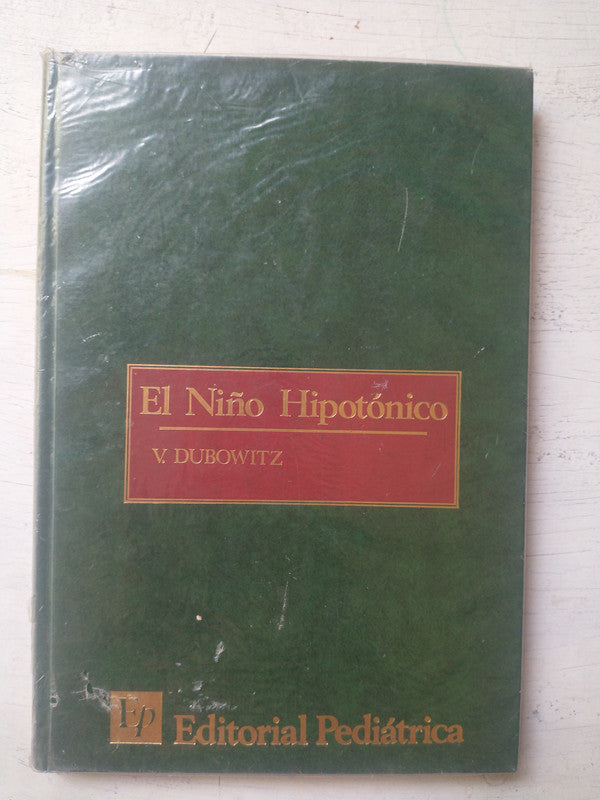 El Niño Hipotónico
V. DUBOWITZ
Ep
Editorial Pediátrica